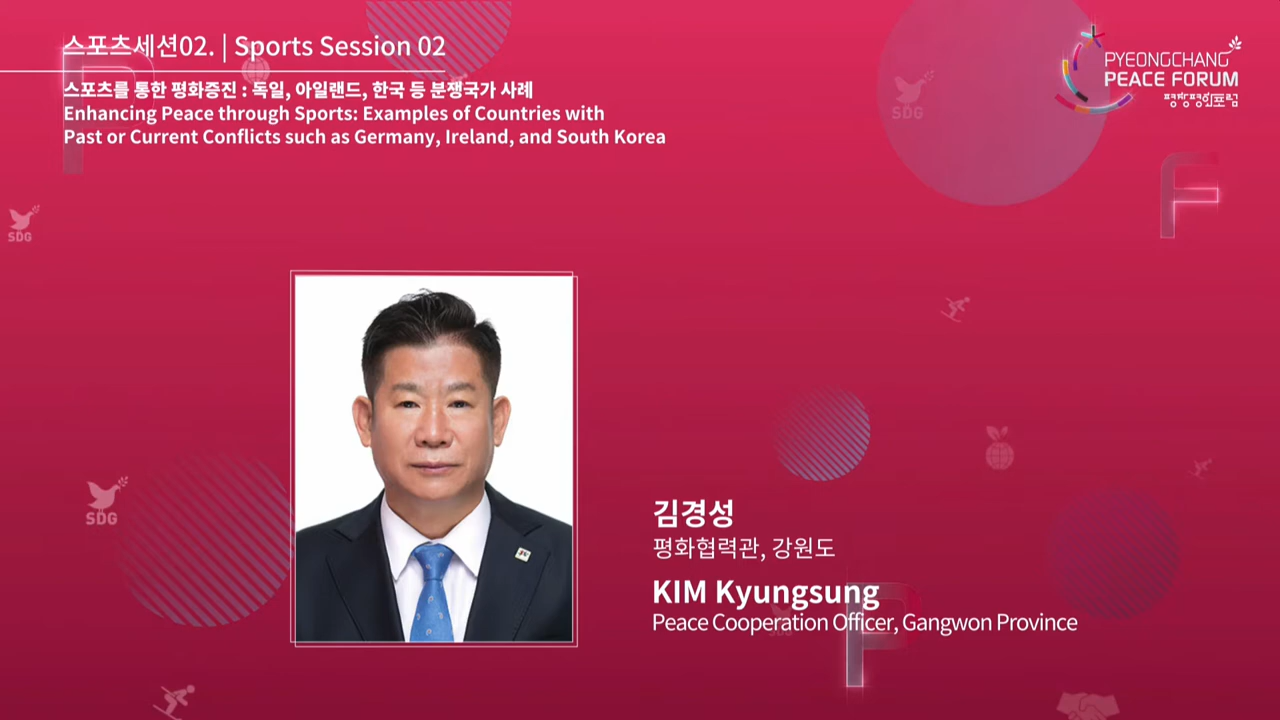 스포츠세션02. | Sports Session 02
스포츠를 통한 평화증진 : 독일, 아일랜드, 한국 등 분쟁국가 사례
Enhancing Peace through Sports: Examples of Countries with
Past or Current Conflicts such as Germany, Ireland, and South Korea
PYEONGCHANG
PEACE FORUM
평창평화포럼
SDG
SDG
SDG
김경성
평화협력관, 강원도
KIM Kyungsung
Peace Cooperation Officer, Gangwon Province
SDG